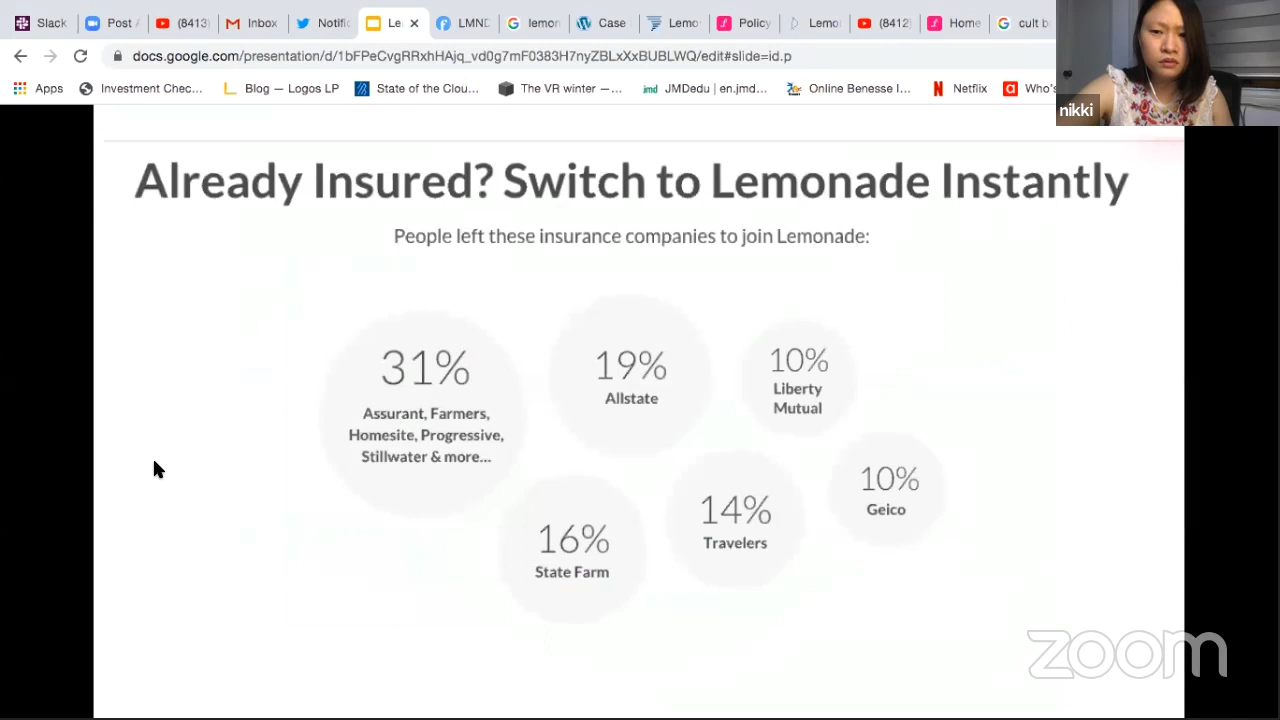 Slack
Post
(8413)
Inbox
Notific
Le
LMND
lemon
Case
Lemo
Policy
Lemo
(8412)
Home
cult b
docs.google.com/presentation/d/1bFPeCvgRRxhHAjq_vd0g7mF0383H7nyZBLxXxBUBLWQ/edit#slide=id.p
Apps
Investment Chec...
Blog — Logos LP
State of the Clou...
The VR winter —...
jmd
JMDedu | en.jmd...
Online Benesse I...
Netflix
Who's
nikki
Already Insured? Switch to Lemonade Instantly
People left these insurance companies to join Lemonade:
31%
Assurant, Farmers,
Homesite, Progressive,
Stillwater & more...
19%
Allstate
10%
Liberty
Mutual
10%
Geico
16%
State Farm
14%
Travelers
zoom